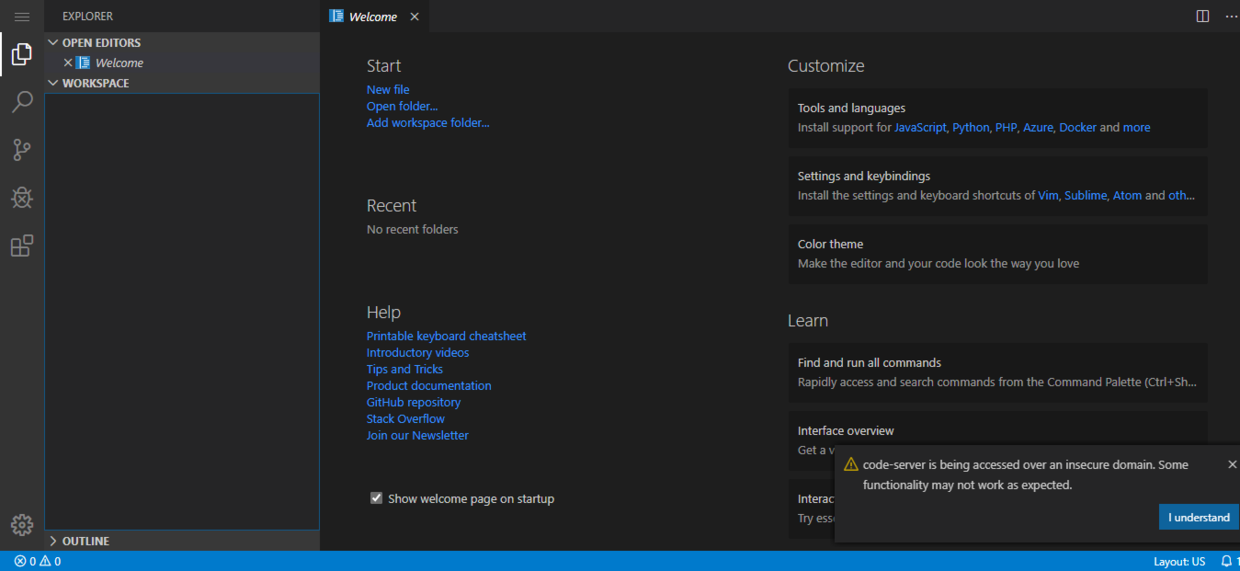 EXPLORER
OPEN EDITORS
Welcome
WORKSPACE
OUTLINE
Welcome
Start
New file
Open folder...
Add workspace folder...
Recent
No recent folders
Help
Printable keyboard cheatsheet
Introductory videos
Tips and Tricks
Product documentation
GitHub repository
Stack Overflow
Join our Newsletter
Show welcome page on startup
Customize
Tools and languages
Install support for JavaScript, Python, PHP, Azure, Docker and more
Settings and keybindings
Install the settings and keyboard shortcuts of Vim, Sublime, Atom and oth...
Color theme
Make the editor and your code look the way you love
Learn
Find and run all commands
Rapidly access and search commands from the Command Palette (Ctrl+Sh...
Interface overview
Get a v
Interac
Try ess
code-server is being accessed over an insecure domain. Some
functionality may not work as expected.
I understand
0 0
Layout: US
1